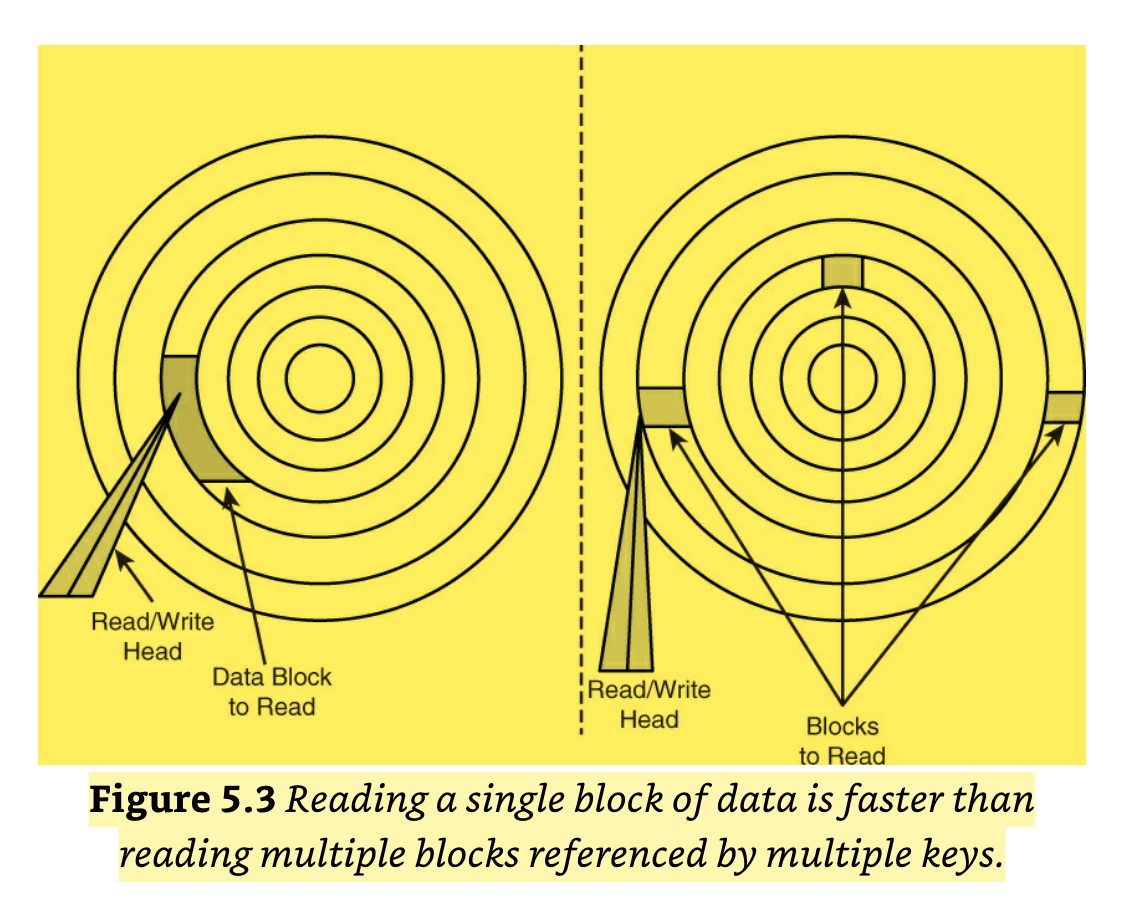 Read/Write
Head
Data Block
to Read
Read/Write
Head
Blocks
to Read
Figure 5.3 Reading a single block of data is faster than
reading multiple blocks referenced by multiple keys.